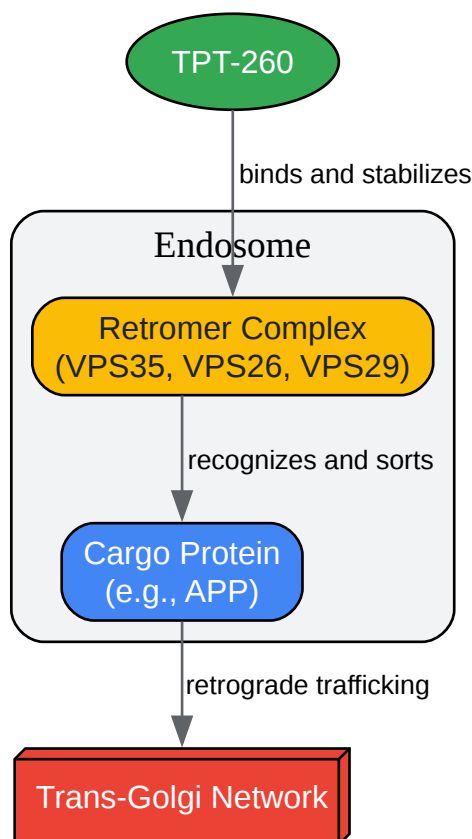 TPT-260
binds and stabilizes
Endosome
Retromer Complex
(VPS35, VPS26, VPS29)
recognizes and sorts
Cargo Protein
(e.g., APP)
retrograde trafficking
Trans-Golgi Network